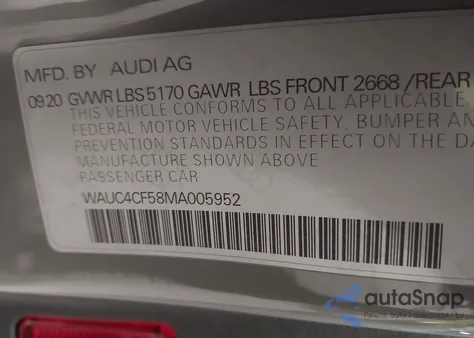 MFD. BY AUDI AG
09 20 GVWR LBS 5170 GAWR LBS FRONT 2668 / REAR
THIS VEHICLE CONFORMS TO ALL APPLICABLE
FEDERAL MOTOR VEHICLE SAFETY, BUMPER AN
PREVENTION STANDARDS IN EFFECT ON THE DA
MANUFACTURE SHOWN ABOVE
PASSENGER CAR
WAUC4CF58MA005952
autoSnap